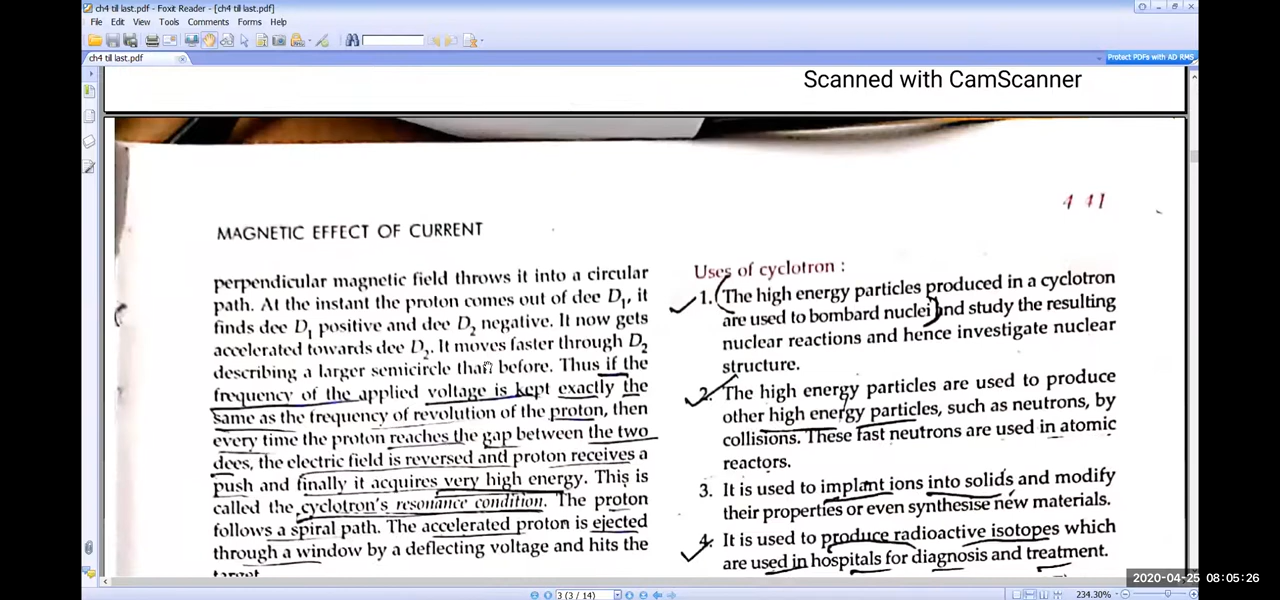 ch4 till last.pdf - Foxit Reader - [ch4 till last.pdf]
File Edit View Tools Comments Forms Help
ch4 till last.pdf
Protect PDFs with AD RMS
Scanned with CamScanner
441
MAGNETIC EFFECT OF CURRENT
perpendicular magnetic field throws it into a circular
path. At the instant the proton comes out of dee D1, it
finds dee D1 positive and dee D2 negative. It now gets
accelerated towards dee D2. It moves faster through D2
describing a larger semicircle than before. Thus if the
frequency of the applied voltage is kept exactly the
same as the frequency of revolution of the proton, then
every time the proton reaches the gap between the two
dees, the electric field is reversed and proton receives a
push and finally it acquires very high energy. This is
called the cyclotron's resonance condition. The proton
follows a spiral path. The accelerated proton is ejected
through a window by a deflecting voltage and hits the
target.
Uses of cyclotron :
1. The high energy particles produced in a cyclotron
are used to bombard nuclei and study the resulting
nuclear reactions and hence investigate nuclear
structure.
2. The high energy particles are used to produce
other high energy particles, such as neutrons, by
collisions. These fast neutrons are used in atomic
reactors.
3. It is used to implant ions into solids and modify
their properties or even synthesise new materials.
4. It is used to produce radioactive isotopes which
are used in hospitals for diagnosis and treatment.
3 (3 / 14)
234.30%
2020-04-25 08:05:26